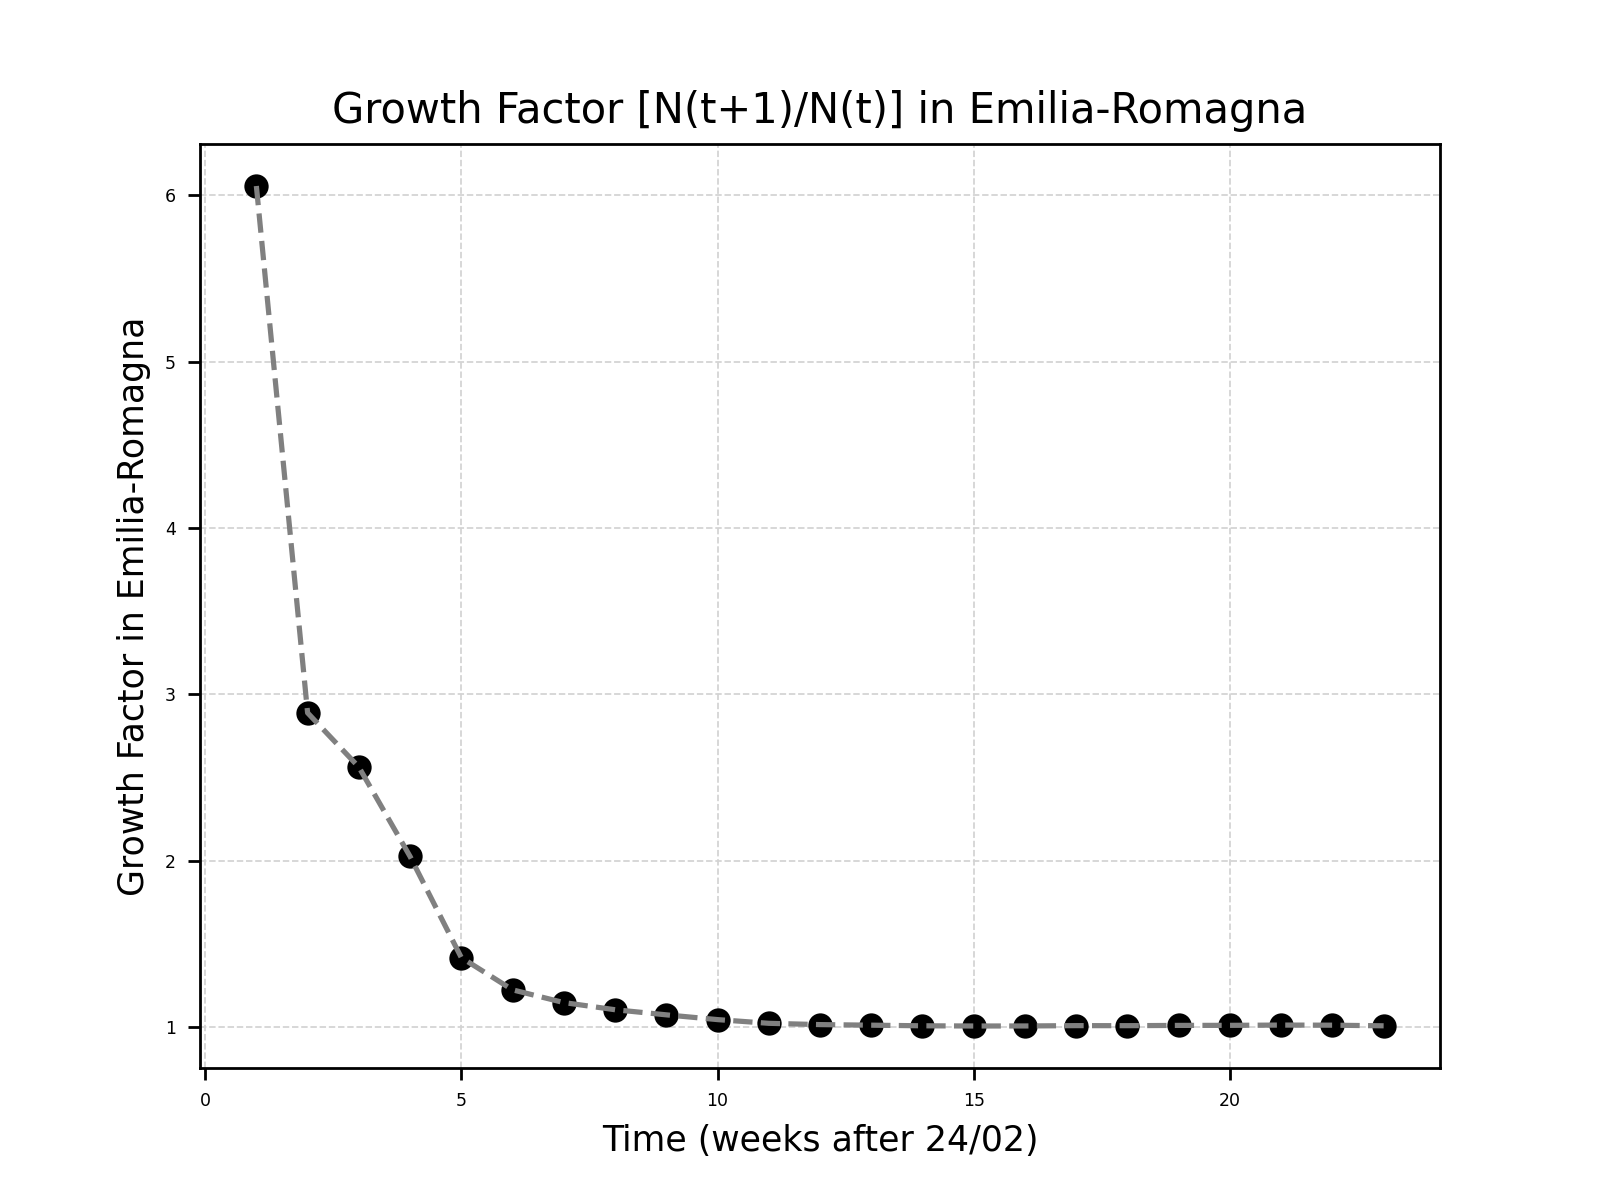 Growth Factor [N(t+1)/N(t)] in Emilia-Romagna
Growth Factor in Emilia-Romagna
6
5
4
3
2
1
0 5 10 15 20
Time (weeks after 24/02)